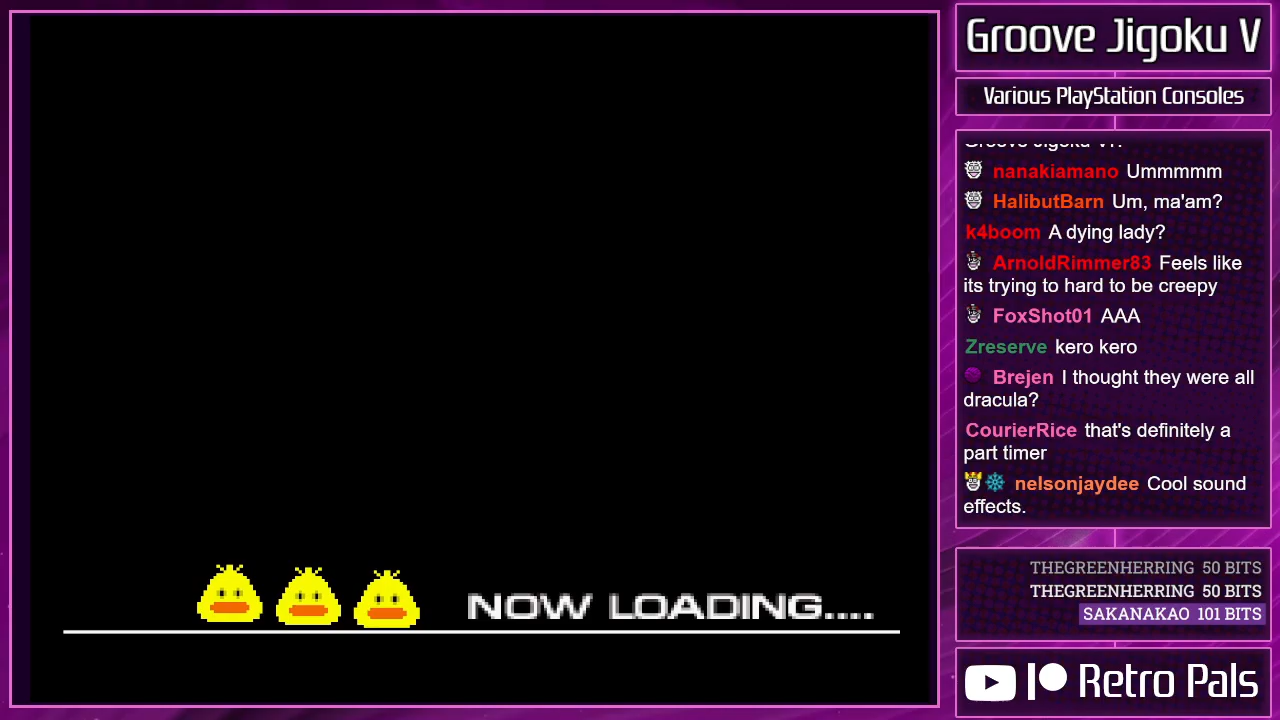 Groove Jigoku V
Various PlayStation Consoles
Groove Jigoku V?
nanakiamano Ummmmm
HalibutBarn Um, ma'am?
k4boom A dying lady?
ArnoldRimmer83 Feels like
its trying to hard to be creepy
FoxShot01 AAA
Zreserve kero kero
Brejen I thought they were all
dracula?
CourierRice that's definitely a
part timer
nelsonjaydee Cool sound
effects.
NOW LOADING....
THEGREENHERRING 50 BITS
THEGREENHERRING 50 BITS
SAKANAKAO 101 BITS
Retro Pals